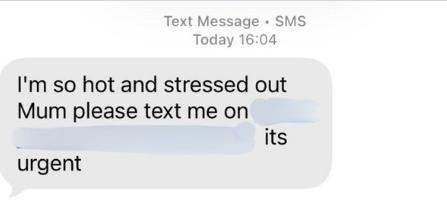 Text Message • SMS
Today 16:04
I'm so hot and stressed out
Mum please text me on
its
urgent